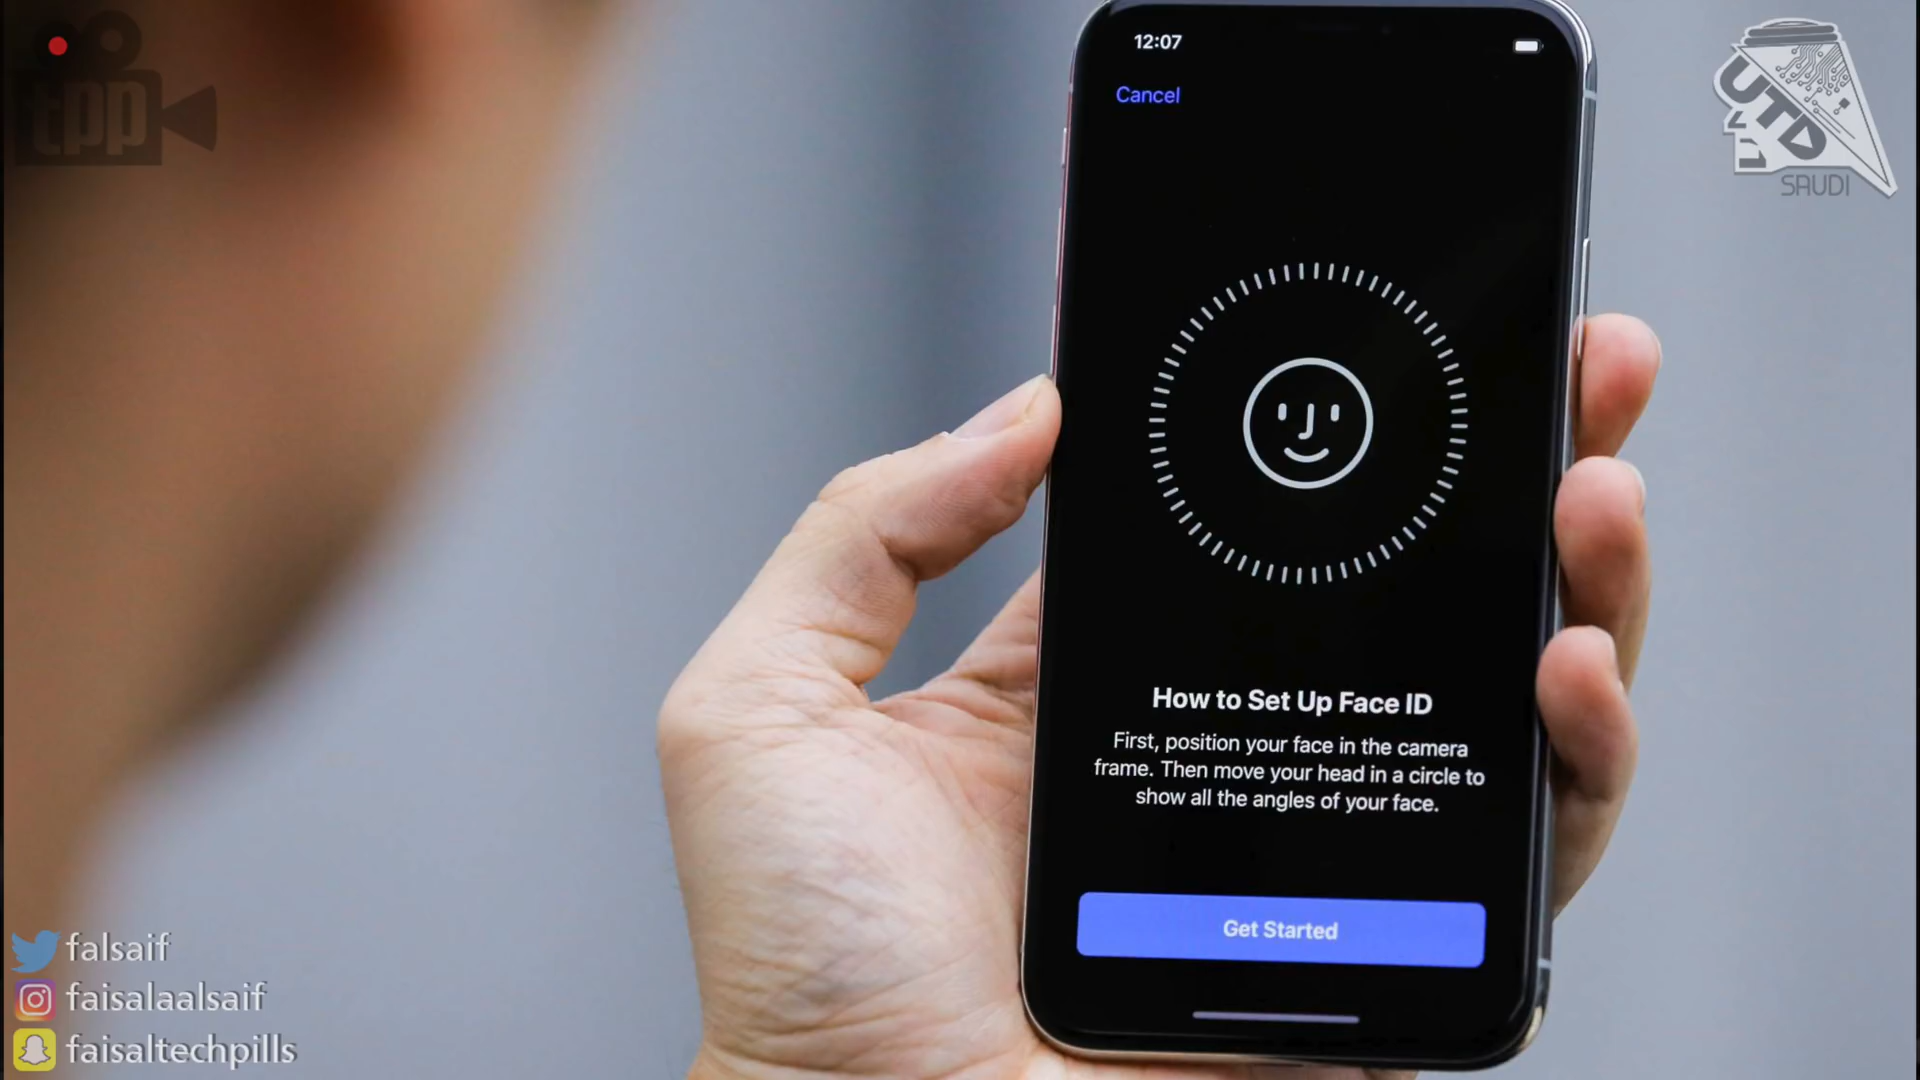 12:07
Cancel
tpp
UTD
SAUDI
How to Set Up Face ID
First, position your face in the camera
frame. Then move your head in a circle to
show all the angles of your face.
Get Started
falsaif
faisalaalsaif
faisaltechpills